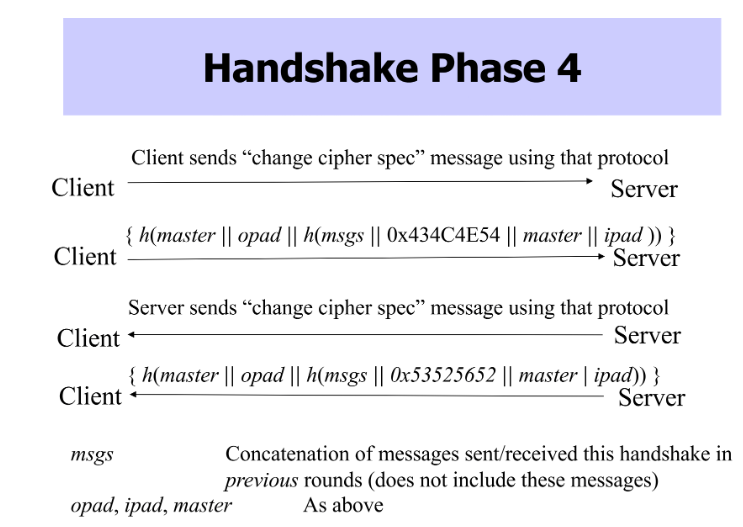 Handshake Phase 4
Client sends “change cipher spec” message using that protocol
Client Server
{ h(master || opad || h(msgs || 0x434C4E54 || master || ipad )) }
Client Server
Server sends “change cipher spec” message using that protocol
Client Server
{ h(master || opad || h(msgs || 0x53525652 || master | ipad)) }
Client Server
msgs Concatenation of messages sent/received this handshake in
previous rounds (does not include these messages)
opad, ipad, master As above